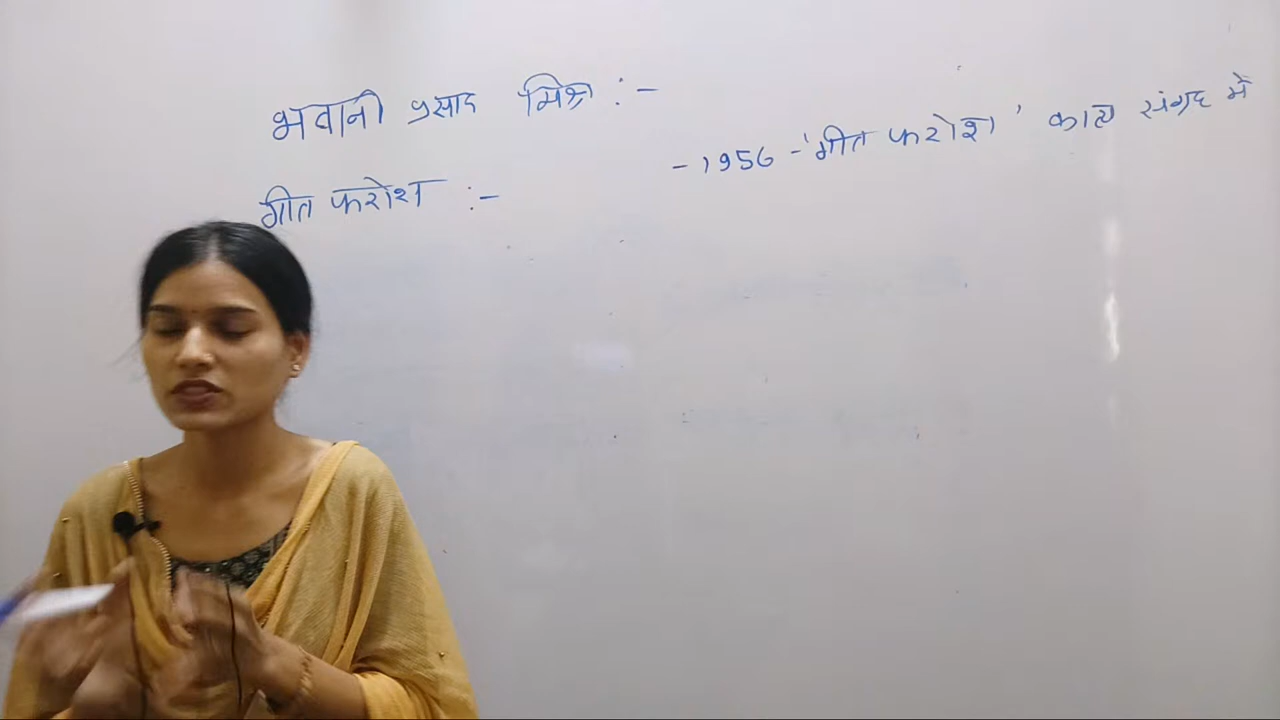 भवानी प्रसाद मिश्र :-
- 1956 - 'गीत फरोश' काव्य संग्रह में
गीत फरोश :-